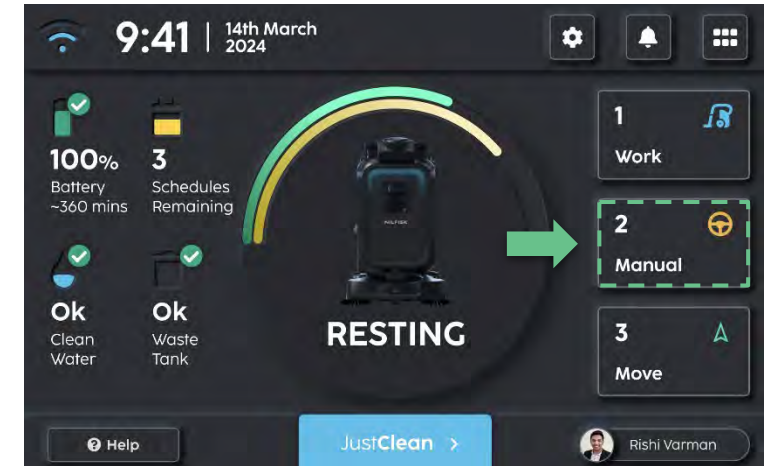 9:41
14th March
2024
100%
Battery
~360 mins
3
Schedules
Remaining
Ok
Clean
Water
Ok
Waste
Tank
RESTING
1
Work
2
Manual
3
Move
Help
JustClean >
Rishi Varman